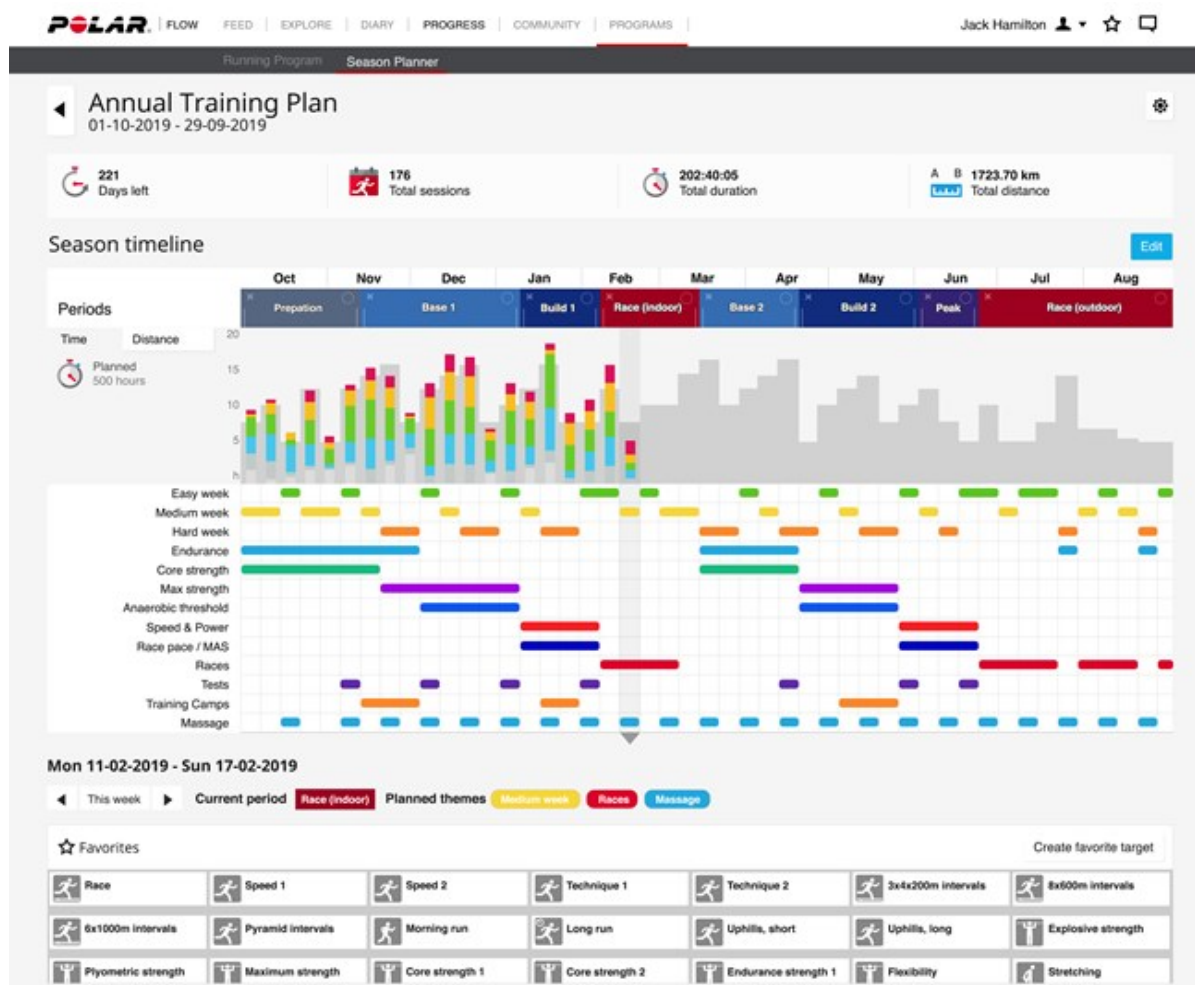 POLAR. FLOW FEED EXPLORE DIARY PROGRESS COMMUNITY PROGRAMS Jack Hamilton
Running Program Season Planner
Annual Training Plan
01-10-2019 - 29-09-2019
221 176 202:40:05 A B 1723.70 km
Days left Total sessions Total duration Total distance
Season timeline Edit
Oct Nov Dec Jan Feb Mar Apr May Jun Jul Aug
Periods Prepation Base 1 Build 1 Race (indoor) Base 2 Build 2 Peak Race (outdoor)
Time Distance 20
Planned 15
500 hours
10
5
h
Easy week
Medium week
Hard week
Endurance
Core strength
Max strength
Anaerobic threshold
Speed & Power
Race pace / MAS
Races
Tests
Training Camps
Massage
Mon 11-02-2019 - Sun 17-02-2019
This week Current period Race (indoor) Planned themes Medium week Races Massage
Favorites Create favorite target
Race Speed 1 Speed 2 Technique 1 Technique 2 3x4x200m intervals 8x600m intervals
6x1000m intervals Pyramid intervals Morning run Long run Uphills, short Uphills, long Explosive strength
Plyometric strength Maximum strength Core strength 1 Core strength 2 Endurance strength 1 Flexibility Stretching